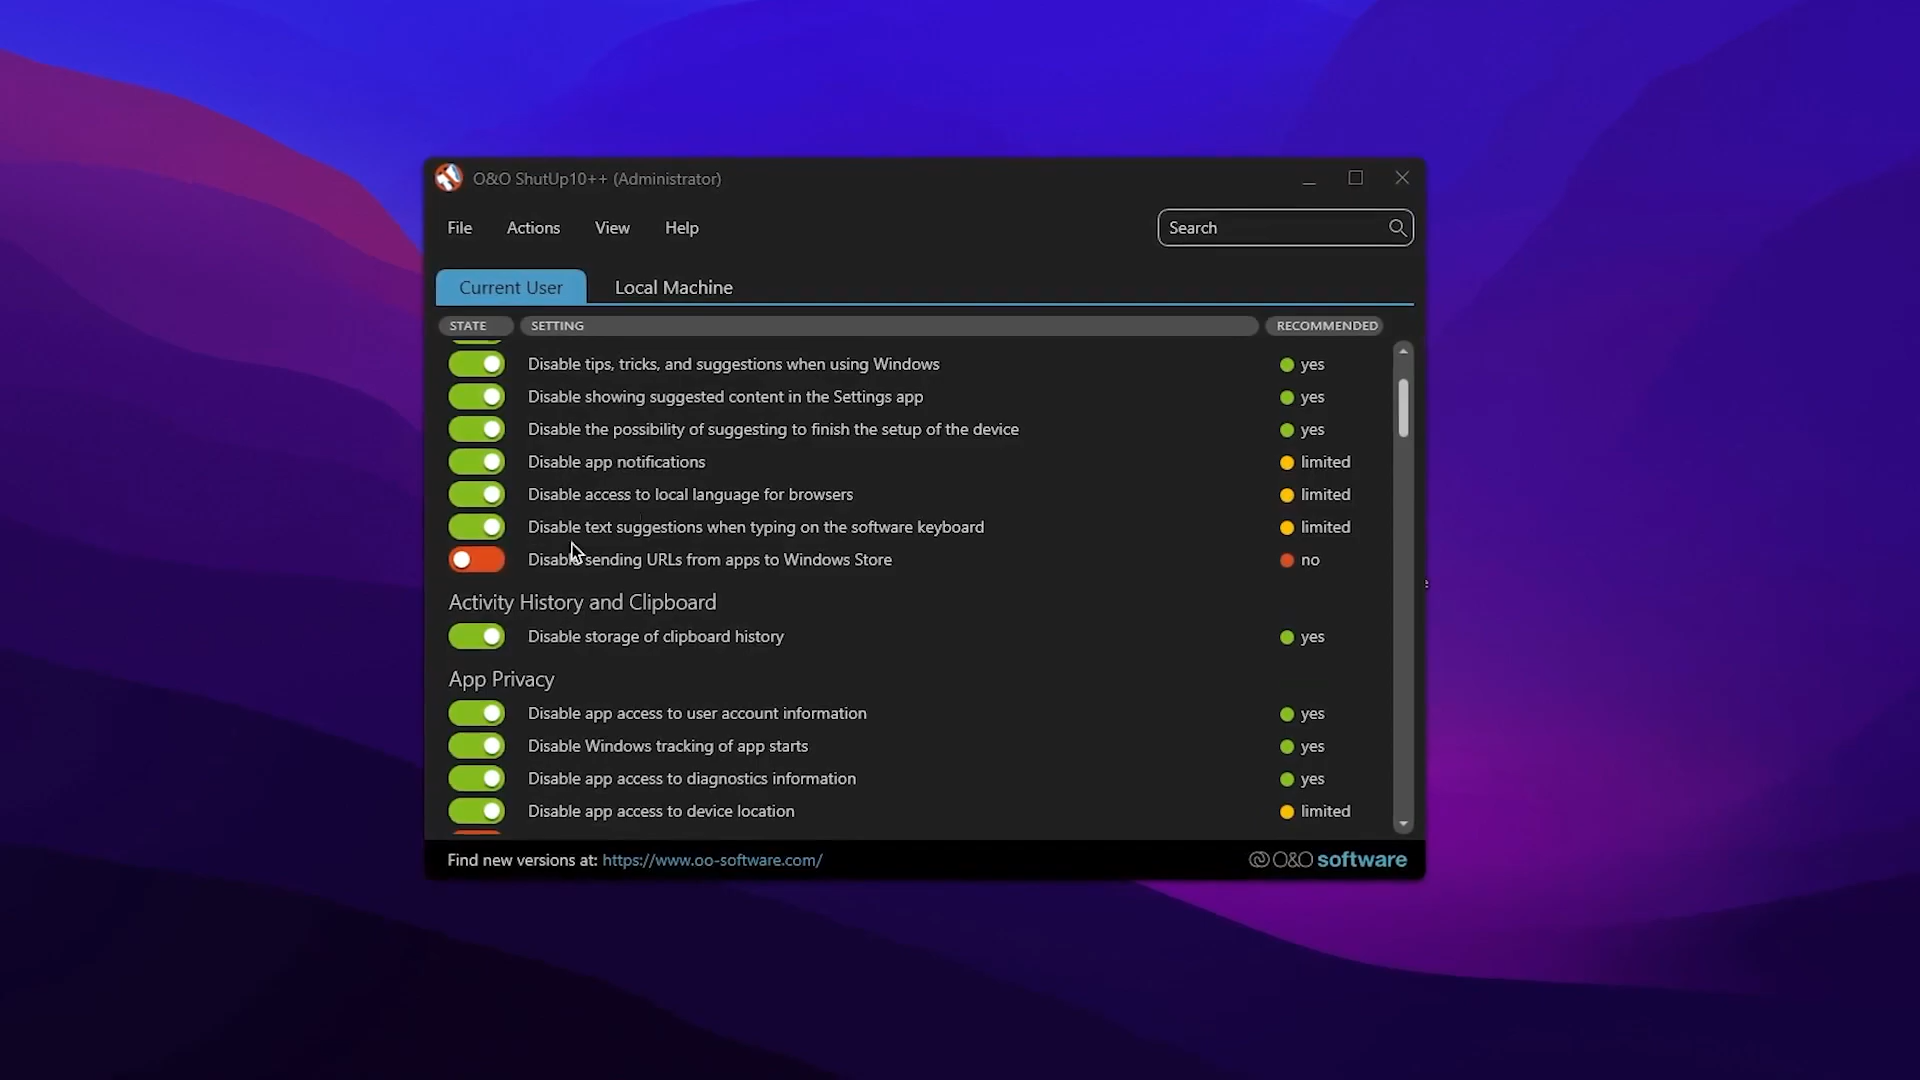 O&O ShutUp10++ (Administrator)
File Actions View Help Search
Current User Local Machine
STATE SETTING RECOMMENDED
Disable tips, tricks, and suggestions when using Windows yes
Disable showing suggested content in the Settings app yes
Disable the possibility of suggesting to finish the setup of the device yes
Disable app notifications limited
Disable access to local language for browsers limited
Disable text suggestions when typing on the software keyboard limited
Disable sending URLs from apps to Windows Store no
Activity History and Clipboard
Disable storage of clipboard history yes
App Privacy
Disable app access to user account information yes
Disable Windows tracking of app starts yes
Disable app access to diagnostics information yes
Disable app access to device location limited
Find new versions at: https://www.oo-software.com/ O&O software